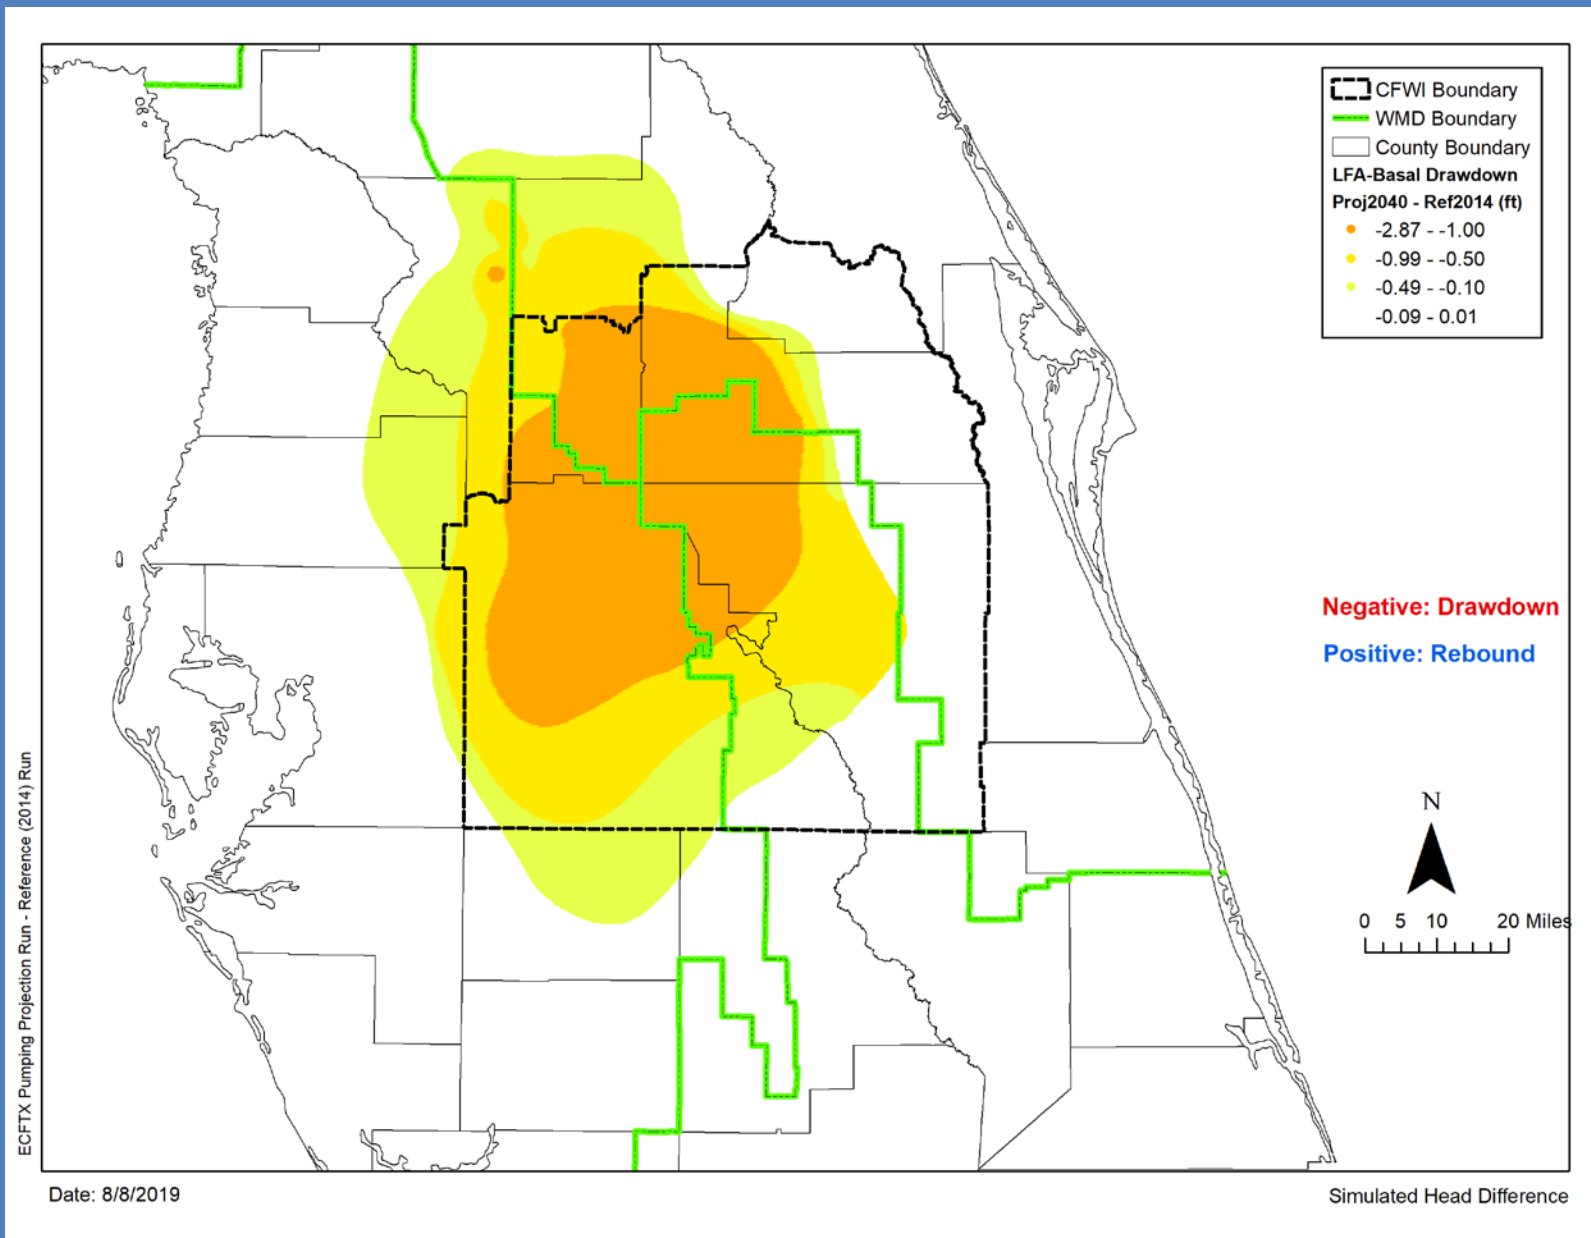 CFWI Boundary
WMD Boundary
County Boundary
LFA-Basal Drawdown
Proj2040 - Ref2014 (ft)
-2.87 - -1.00
-0.99 - -0.50
-0.49 - -0.10
-0.09 - 0.01
Negative: Drawdown
Positive: Rebound
N
0 5 10 20 Miles
ECFTX Pumping Projection Run - Reference (2014) Run
Date: 8/8/2019
Simulated Head Difference